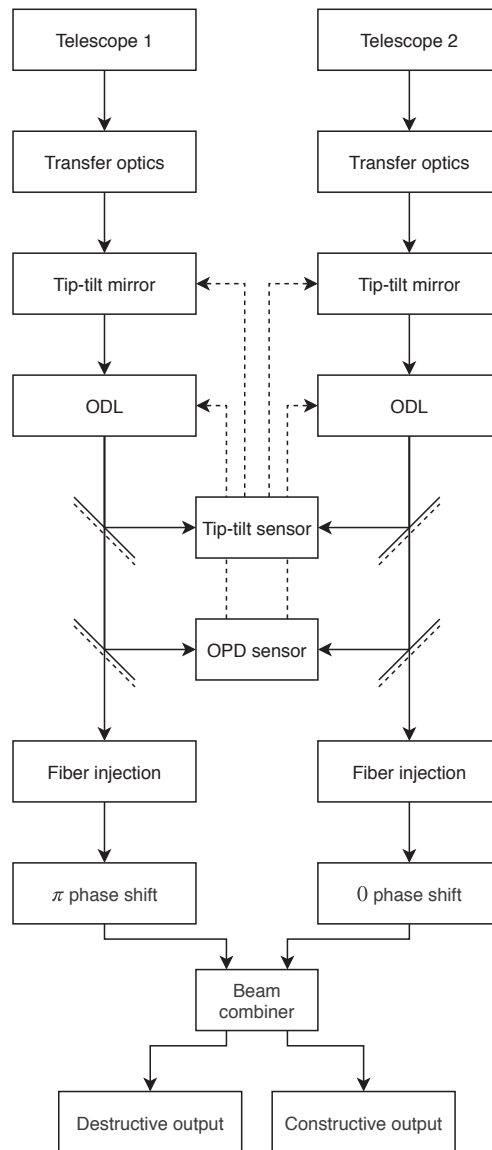 Telescope 1
Telescope 2
Transfer optics
Transfer optics
Tip-tilt mirror
Tip-tilt mirror
ODL
ODL
Tip-tilt sensor
OPD sensor
Fiber injection
Fiber injection
π phase shift
0 phase shift
Beam
combiner
Destructive output
Constructive output